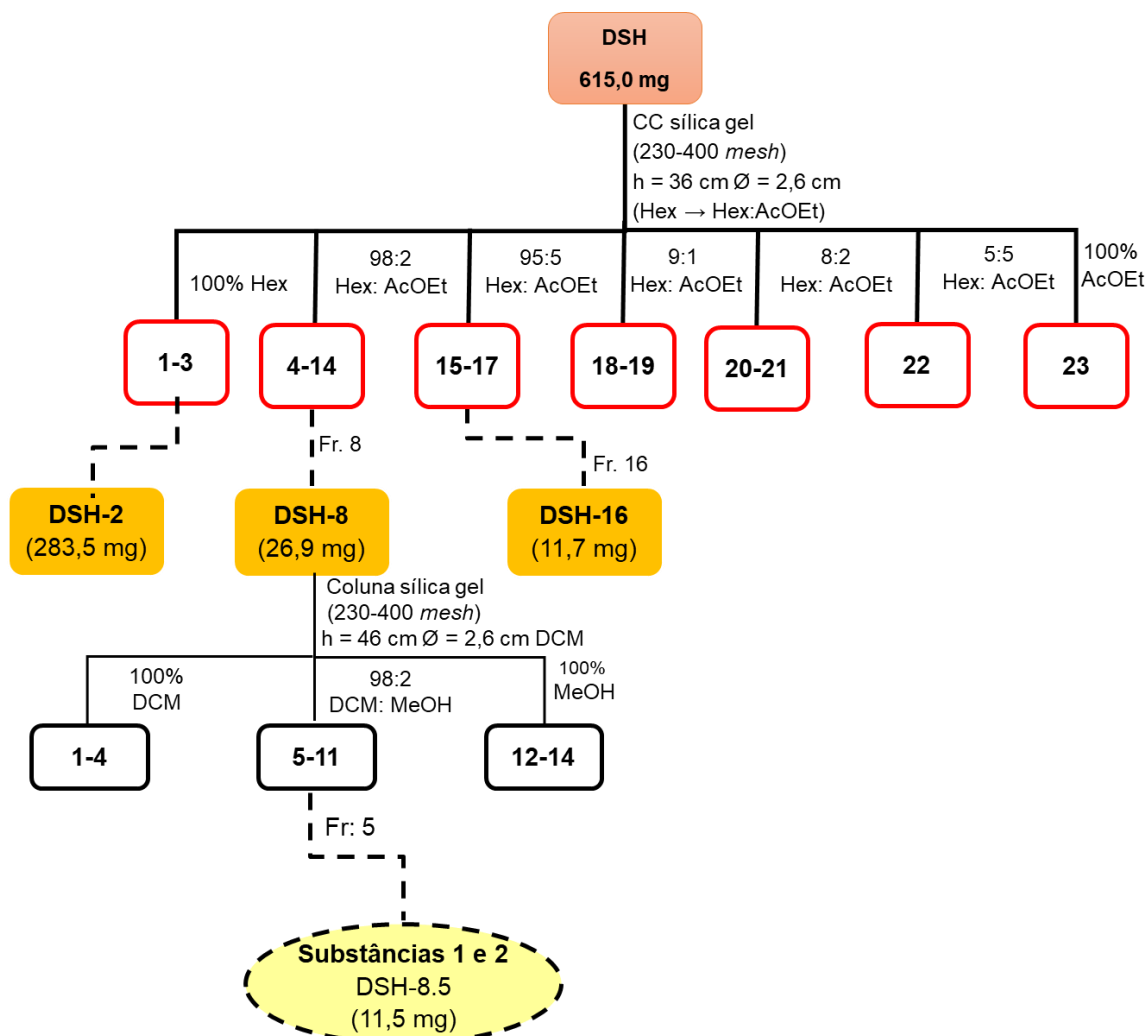 DSH
615,0 mg
CC sílica gel
(230-400 mesh)
h = 36 cm Ø = 2,6 cm
(Hex → Hex:AcOEt)
100% Hex
98:2
Hex: AcOEt
95:5
Hex: AcOEt
9:1
Hex: AcOEt
8:2
Hex: AcOEt
5:5
Hex: AcOEt
100%
AcOEt
1-3
4-14
15-17
18-19
20-21
22
23
Fr. 8
Fr. 16
DSH-2
(283,5 mg)
DSH-8
(26,9 mg)
DSH-16
(11,7 mg)
Coluna sílica gel
(230-400 mesh)
h = 46 cm Ø = 2,6 cm DCM
100%
DCM
98:2
DCM: MeOH
100%
MeOH
1-4
5-11
12-14
Fr: 5
Substâncias 1 e 2
DSH-8.5
(11,5 mg)